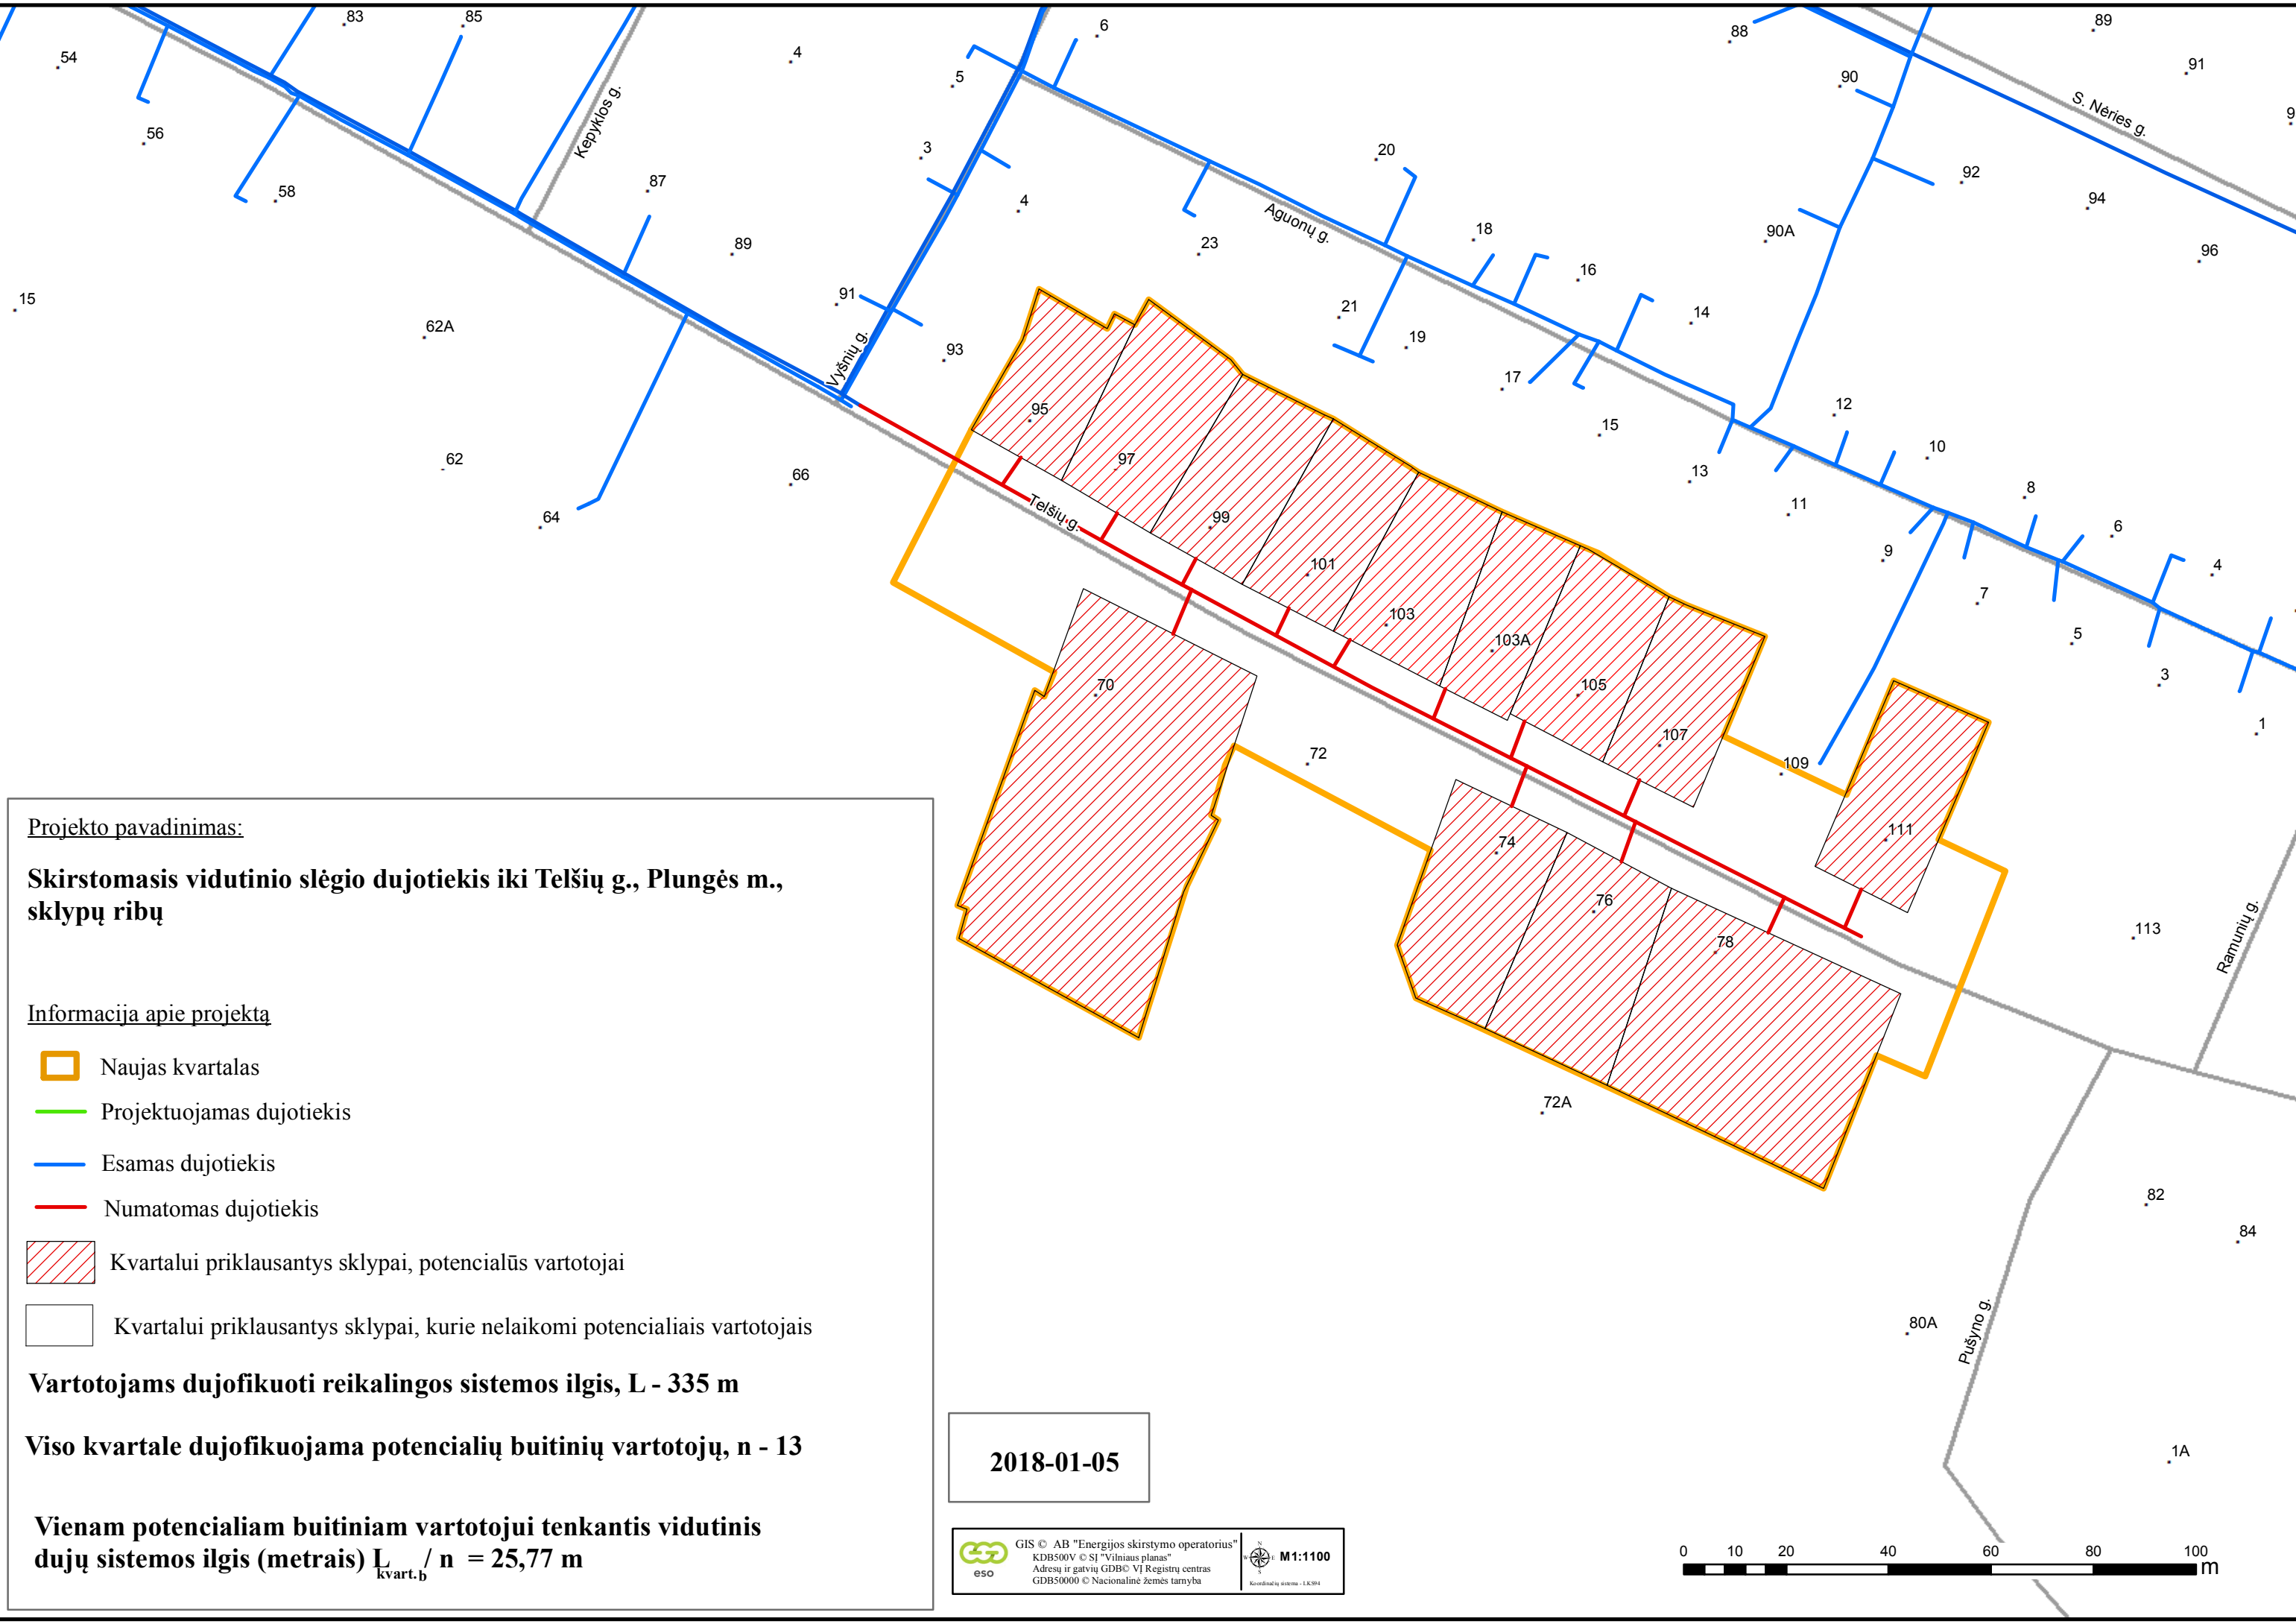 83
85
6
89
88
54
4
5
91
90
S. Nėries g.
9
56
Kepyklos g.
3
20
92
87
58
4
94
Aguonų g.
18
90A
89
23
96
16
91
15
21
14
62A
19
93
Vyšnių g.
17
95
12
15
10
62
97
66
13
8
Telšių g.
11
64
99
6
9
101
4
7
103
103A
5
70
105
3
107
1
72
109
111
74
76
78
113
Ramunių g.
72A
82
84
80A
Pušyno g.
1A
Projekto pavadinimas:
Skirstomasis vidutinio slėgio dujotiekis iki Telšių g., Plungės m.,
sklypų ribų
Informacija apie projektą
Naujas kvartalas
Projektuojamas dujotiekis
Esamas dujotiekis
Numatomas dujotiekis
Kvartalui priklausantys sklypai, potencialūs vartotojai
Kvartalui priklausantys sklypai, kurie nelaikomi potencialiais vartotojais
Vartotojams dujofikuoti reikalingos sistemos ilgis, L - 335 m
Viso kvartale dujofikuojama potencialių buitinių vartotojų, n - 13
Vienam potencialiam buitiniam vartotojui tenkantis vidutinis
dujų sistemos ilgis (metrais) L kvart.b / n = 25,77 m
2018-01-05
eso
GIS © AB "Energijos skirstymo operatorius"
KDB500V © SĮ "Vilniaus planas"
Adresų ir gatvių GDB© VĮ Registrų centras
GDB50000 © Nacionalinė žemės tarnyba
N
W E
S
M 1:1100
Koordinačių sistema - LKS94
0 10 20 40 60 80 100
m